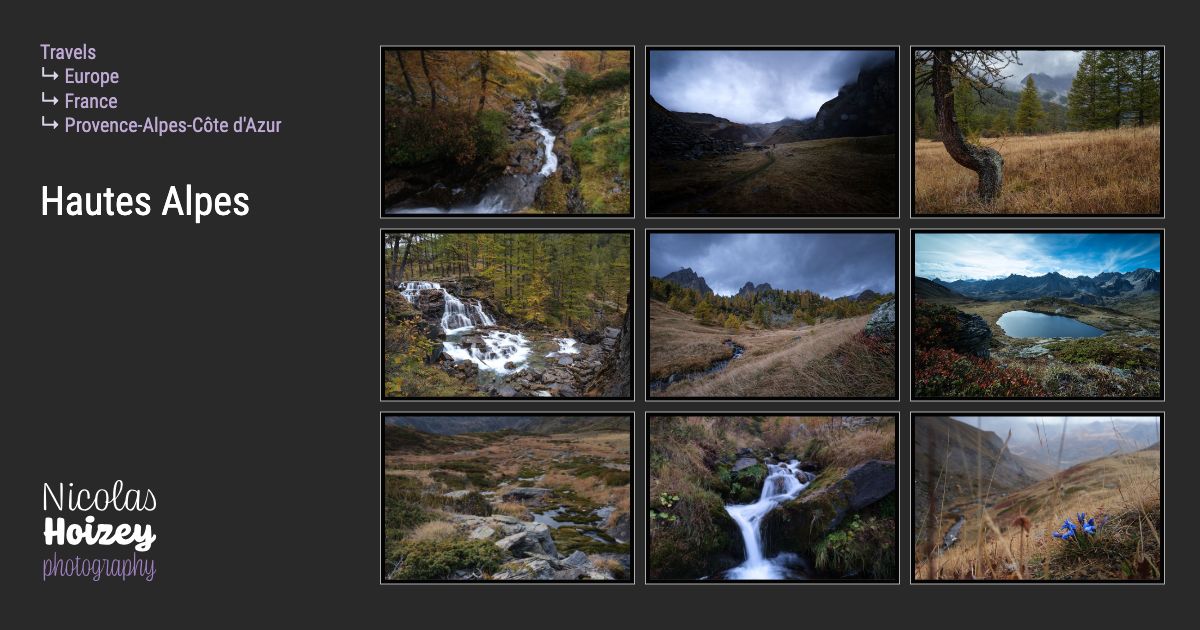 Travels
↳ Europe
↳ France
↳ Provence-Alpes-Côte d'Azur
Hautes Alpes
Nicolas
Hoizey
photography